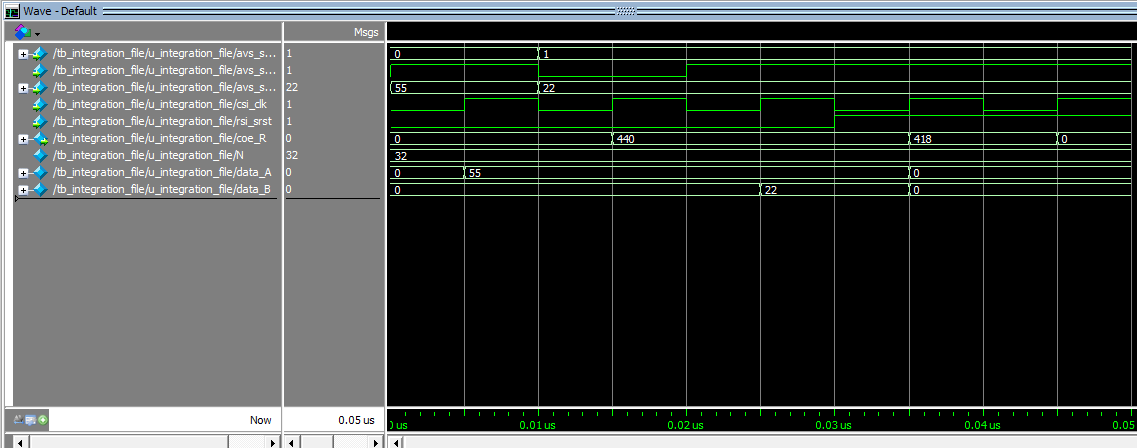 Wave - Default
Msgs
/tb_integration_file/u_integration_file/avs_s... 1 0 1
/tb_integration_file/u_integration_file/avs_s... 1
/tb_integration_file/u_integration_file/avs_s... 22 55 22
/tb_integration_file/u_integration_file/csi_clk 1
/tb_integration_file/u_integration_file/rsi_srst 1
/tb_integration_file/u_integration_file/coe_R 0 0 440 418 0
/tb_integration_file/u_integration_file/N 32 32
/tb_integration_file/u_integration_file/data_A 0 0 55 0
/tb_integration_file/u_integration_file/data_B 0 0 22 0
Now 0.05 us us 0.01 us 0.02 us 0.03 us 0.04 us 0.05